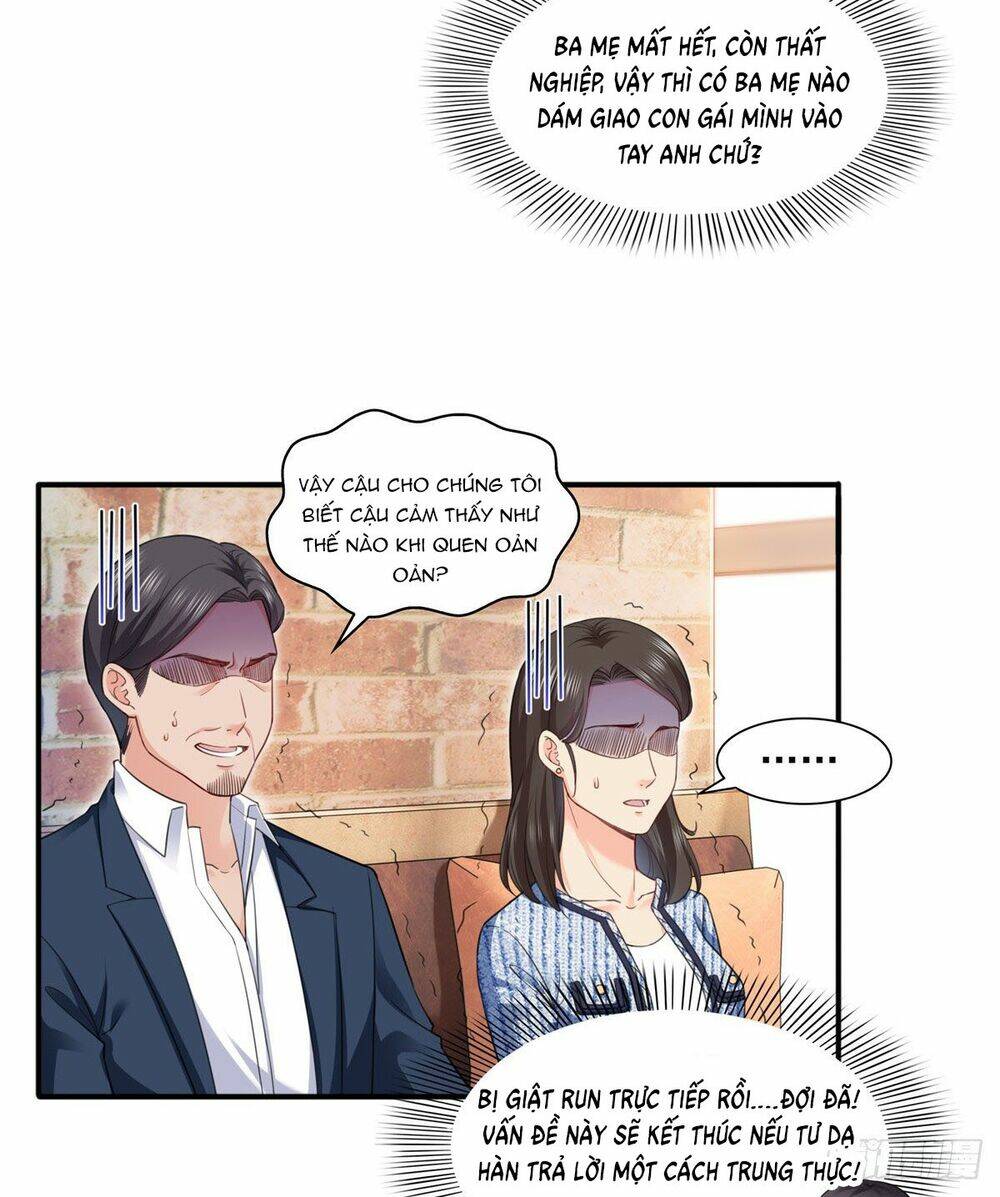 BA MẸ MẤT HẾT, CÒN THẤT
NGHIỆP, VẬY THÌ CÓ BA MẸ NÀO
DÁM GIAO CON GÁI MÌNH VÀO
TAY ANH CHỨ?
VẬY CẬU CHO CHÚNG TÔI
BIẾT CẬU CẢM THẤY NHƯ
THẾ NÀO KHI QUEN OẢN
OẢN?
......
BỊ GIẬT RUN TRỰC TIẾP RỒI....ĐỢI ĐÃ!
VẤN ĐỀ NÀY SẼ KẾT THÚC NẾU TƯ DẠ
HÀN TRẢ LỜI MỘT CÁCH TRUNG THỰC!